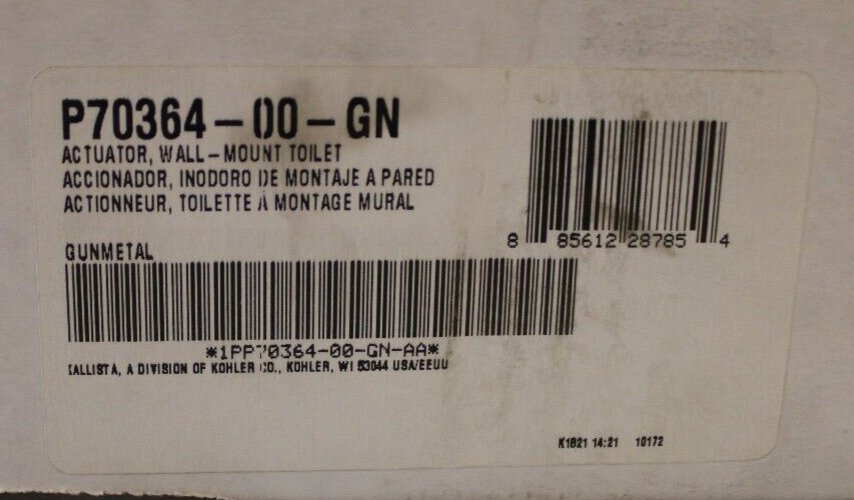 P70364-00-GN
ACTUATOR, WALL-MOUNT TOILET
ACCIONADOR, INODORO DE MONTAJE A PARED
ACTIONNEUR, TOILETTE À MONTAGE MURAL
8 85612 28785 4
GUNMETAL
*1PP70364-00-GN-AA*
KALLISTA, A DIVISION OF KOHLER CO., KOHLER, WI 53044 USA/EEUU
K1821 14:21 10172